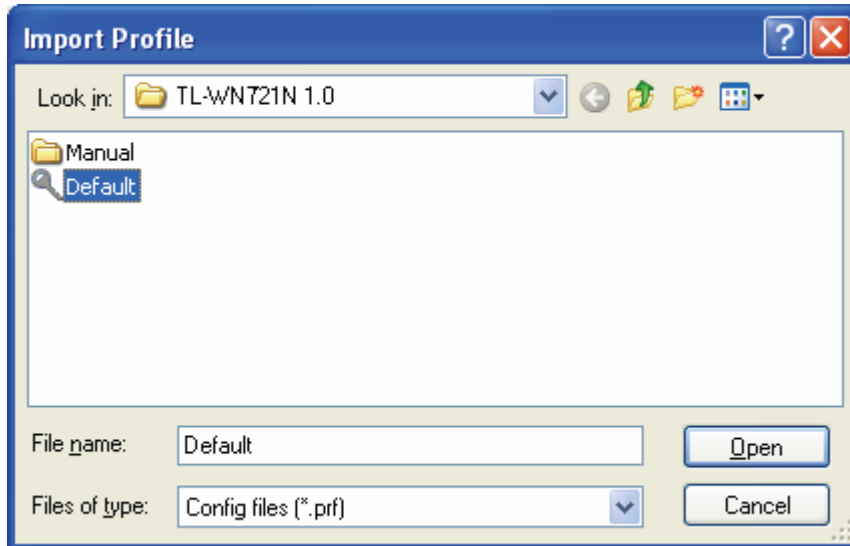 Import Profile
Look in: TL-WN721N 1.0
Manual
Default
File name: Default Open
Files of type: Config files (*.prf) Cancel